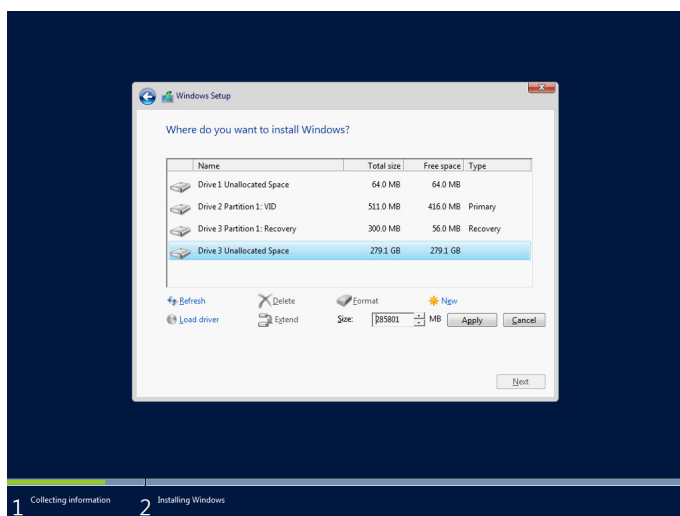 Windows Setup
Where do you want to install Windows?
Name Total size Free space Type
Drive 1 Unallocated Space 64.0 MB 64.0 MB
Drive 2 Partition 1: VID 511.0 MB 416.0 MB Primary
Drive 3 Partition 1: Recovery 300.0 MB 56.0 MB Recovery
Drive 3 Unallocated Space 279.1 GB 279.1 GB
Refresh Delete Format New
Load driver Extend Size: 285801 MB Apply Cancel
Next
1 Collecting information 2 Installing Windows